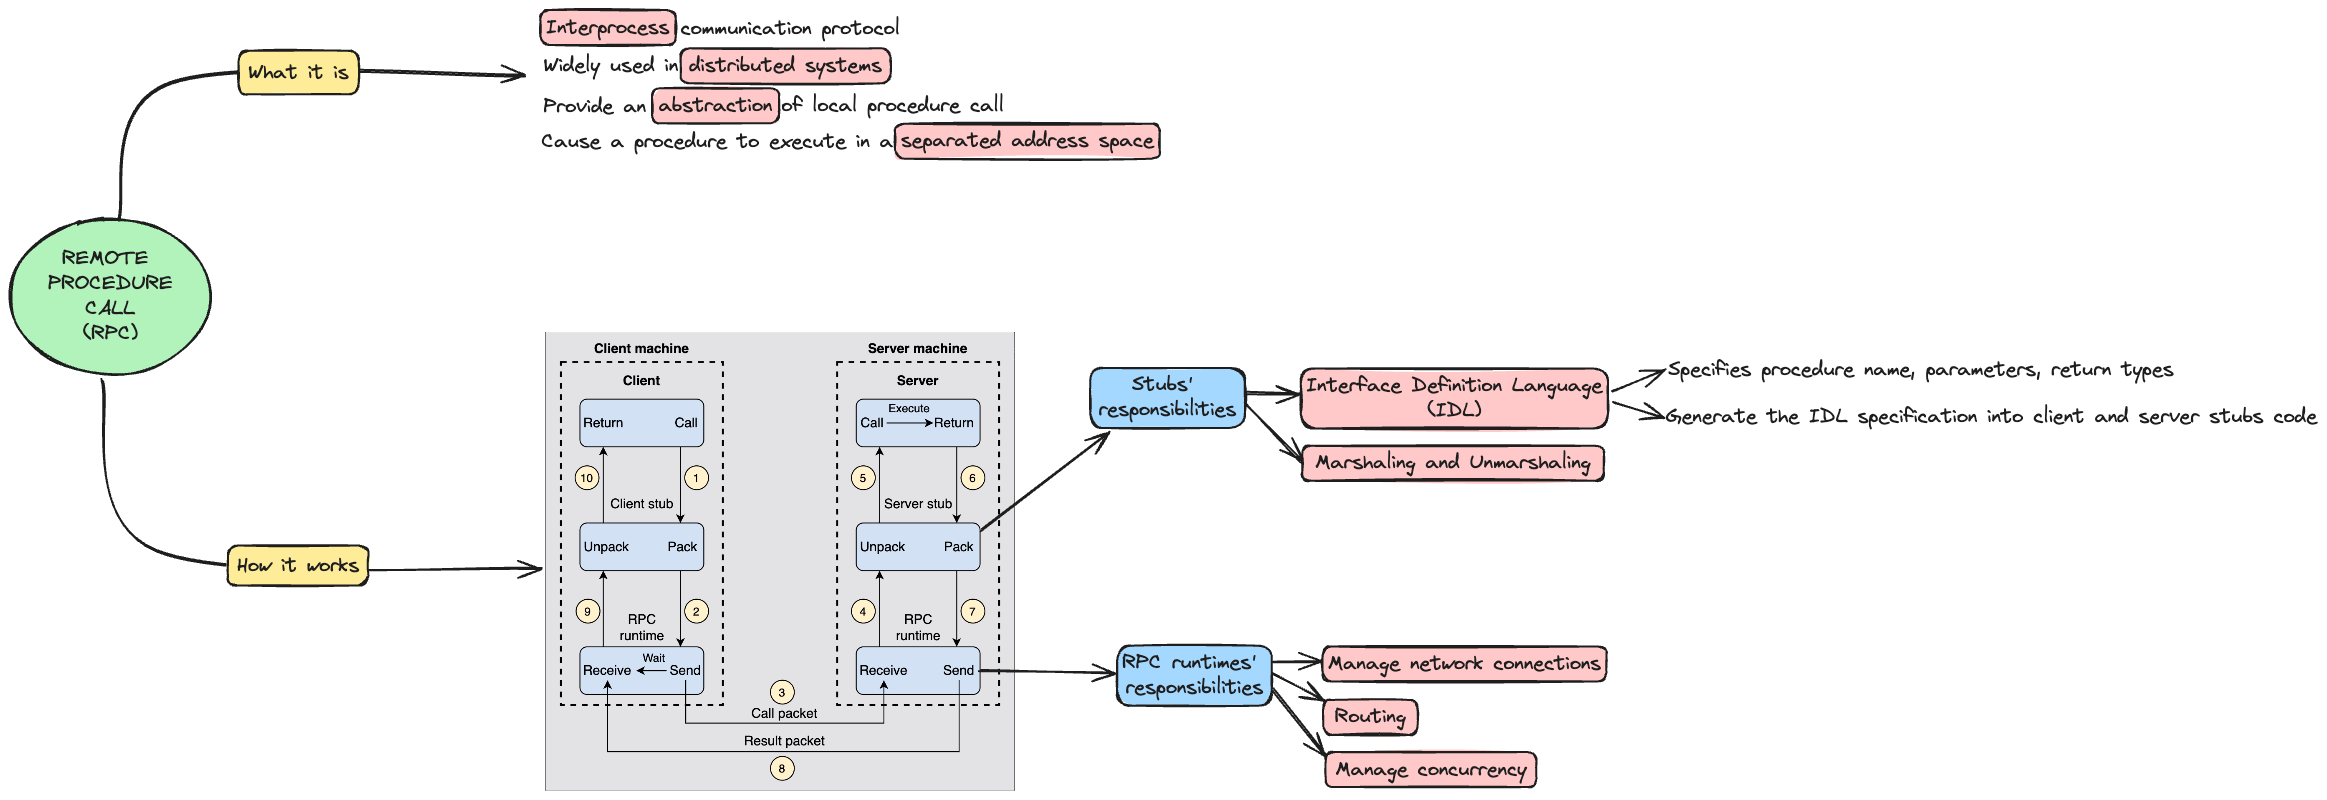 Interprocess communication protocol
What it is
Widely used in distributed systems
Provide an abstraction of local procedure call
Cause a procedure to execute in a separated address space
REMOTE
PROCEDURE
CALL
(RPC)
How it works
Client machine
Server machine
Client
Server
Return Call
Execute
Call Return
10
1
5
6
Client stub
Server stub
Unpack Pack
Unpack Pack
9
2
4
7
RPC
runtime
RPC
runtime
Receive Wait Send
Receive Send
3
Call packet
Result packet
8
Stubs'
responsibilities
Interface Definition Language
(IDL)
Specifies procedure name, parameters, return types
Generate the IDL specification into client and server stubs code
Marshaling and Unmarshaling
RPC runtimes'
responsibilities
Manage network connections
Routing
Manage concurrency